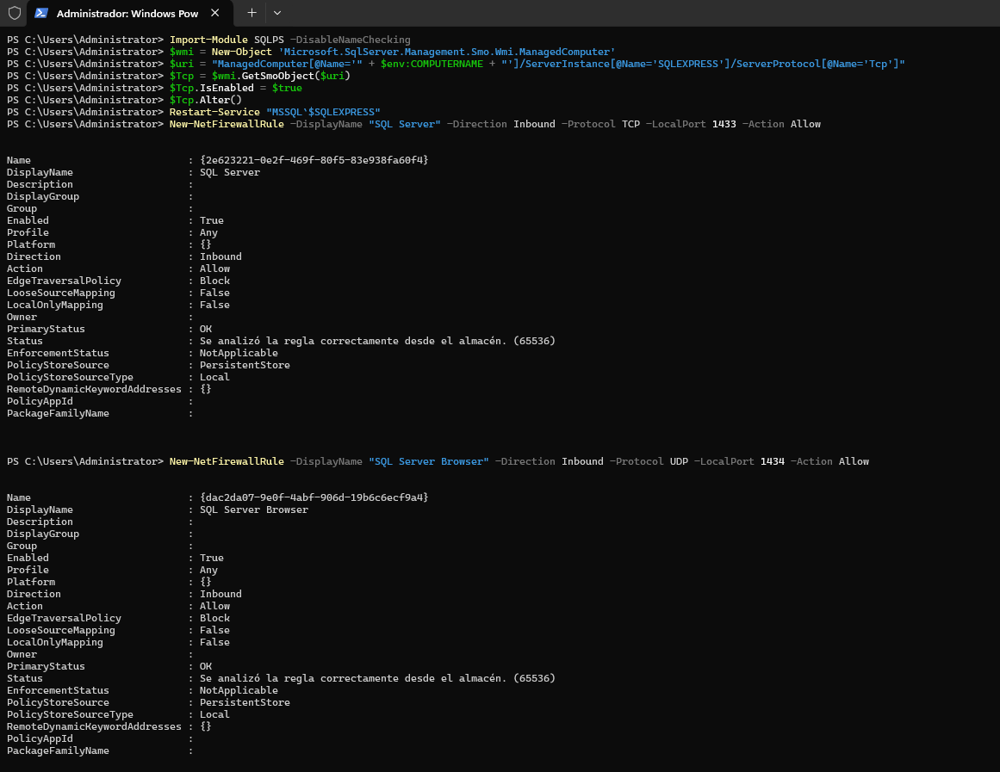 Administrador: Windows Pow
PS C:\Users\Administrator> Import-Module SQLPS -DisableNameChecking
PS C:\Users\Administrator> $wmi = New-Object 'Microsoft.SqlServer.Management.Smo.Wmi.ManagedComputer'
PS C:\Users\Administrator> $uri = "ManagedComputer[@Name='" + $env:COMPUTERNAME + "']/ServerInstance[@Name='SQLEXPRESS']/ServerProtocol[@Name='Tcp']"
PS C:\Users\Administrator> $Tcp = $wmi.GetSmoObject($uri)
PS C:\Users\Administrator> $Tcp.IsEnabled = $true
PS C:\Users\Administrator> $Tcp.Alter()
PS C:\Users\Administrator> Restart-Service "MSSQL`$SQLEXPRESS"
PS C:\Users\Administrator> New-NetFirewallRule -DisplayName "SQL Server" -Direction Inbound -Protocol TCP -LocalPort 1433 -Action Allow
Name : {2e623221-0e2f-469f-80f5-83e938fa60f4}
DisplayName : SQL Server
Description :
DisplayGroup :
Group :
Enabled : True
Profile : Any
Platform : {}
Direction : Inbound
Action : Allow
EdgeTraversalPolicy : Block
LooseSourceMapping : False
LocalOnlyMapping : False
Owner :
PrimaryStatus : OK
Status : Se analizó la regla correctamente desde el almacén. (65536)
EnforcementStatus : NotApplicable
PolicyStoreSource : PersistentStore
PolicyStoreSourceType : Local
RemoteDynamicKeywordAddresses : {}
PolicyAppId :
PackageFamilyName :
PS C:\Users\Administrator> New-NetFirewallRule -DisplayName "SQL Server Browser" -Direction Inbound -Protocol UDP -LocalPort 1434 -Action Allow
Name : {dac2da07-9e0f-4abf-906d-19b6c6ecf9a4}
DisplayName : SQL Server Browser
Description :
DisplayGroup :
Group :
Enabled : True
Profile : Any
Platform : {}
Direction : Inbound
Action : Allow
EdgeTraversalPolicy : Block
LooseSourceMapping : False
LocalOnlyMapping : False
Owner :
PrimaryStatus : OK
Status : Se analizó la regla correctamente desde el almacén. (65536)
EnforcementStatus : NotApplicable
PolicyStoreSource : PersistentStore
PolicyStoreSourceType : Local
RemoteDynamicKeywordAddresses : {}
PolicyAppId :
PackageFamilyName :